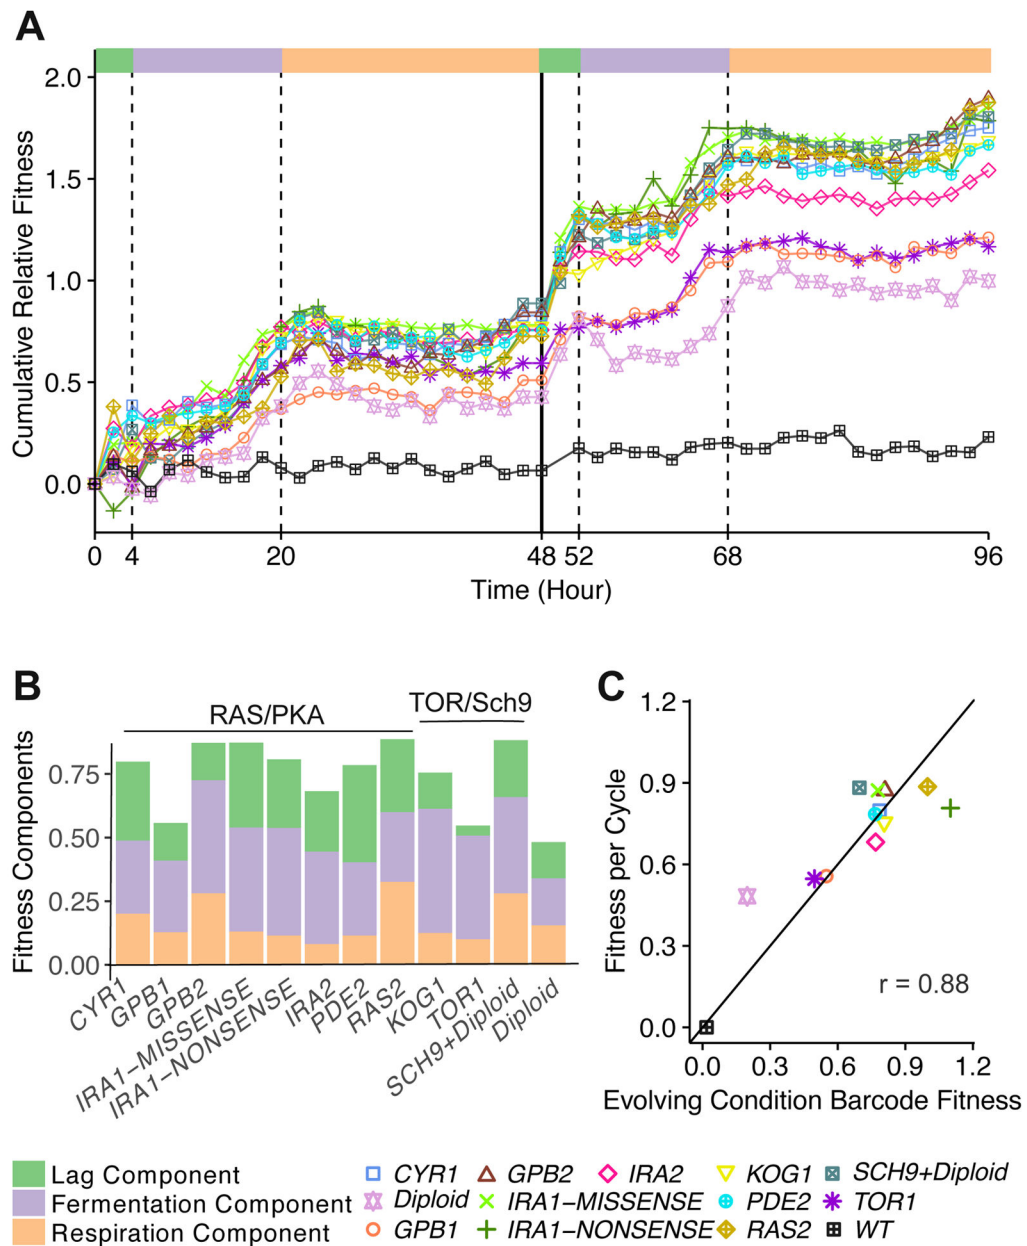 A
Cumulative Relative Fitness
2.0
1.5
1.0
0.5
0.0
0 4 20 48 52 68 96
Time (Hour)
B
RAS/PKA
TOR/Sch9
Fitness Components
0.75
0.50
0.25
0.00
CYR1
GPB1
GPB2
IRA1−MISSENSE
IRA1−NONSENSE
IRA2
PDE2
RAS2
KOG1
TOR1
SCH9+Diploid
Diploid
C
Fitness per Cycle
1.2
0.9
0.6
0.3
0.0
r = 0.88
0.0 0.3 0.6 0.9 1.2
Evolving Condition Barcode Fitness
Lag Component
Fermentation Component
Respiration Component
CYR1 GPB2 IRA2 KOG1 SCH9+Diploid
Diploid IRA1−MISSENSE PDE2 TOR1
GPB1 IRA1−NONSENSE RAS2 WT